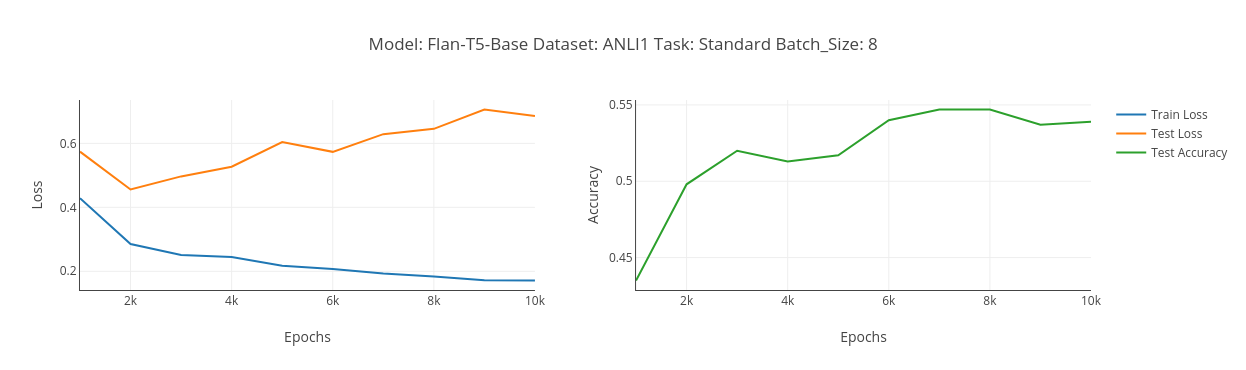 Model: Flan-T5-Base Dataset: ANLI1 Task: Standard Batch_Size: 8
Loss
0.6
0.4
0.2
2k
4k
6k
8k
10k
Epochs
Accuracy
0.55
0.5
0.45
2k
4k
6k
8k
10k
Epochs
Train Loss
Test Loss
Test Accuracy